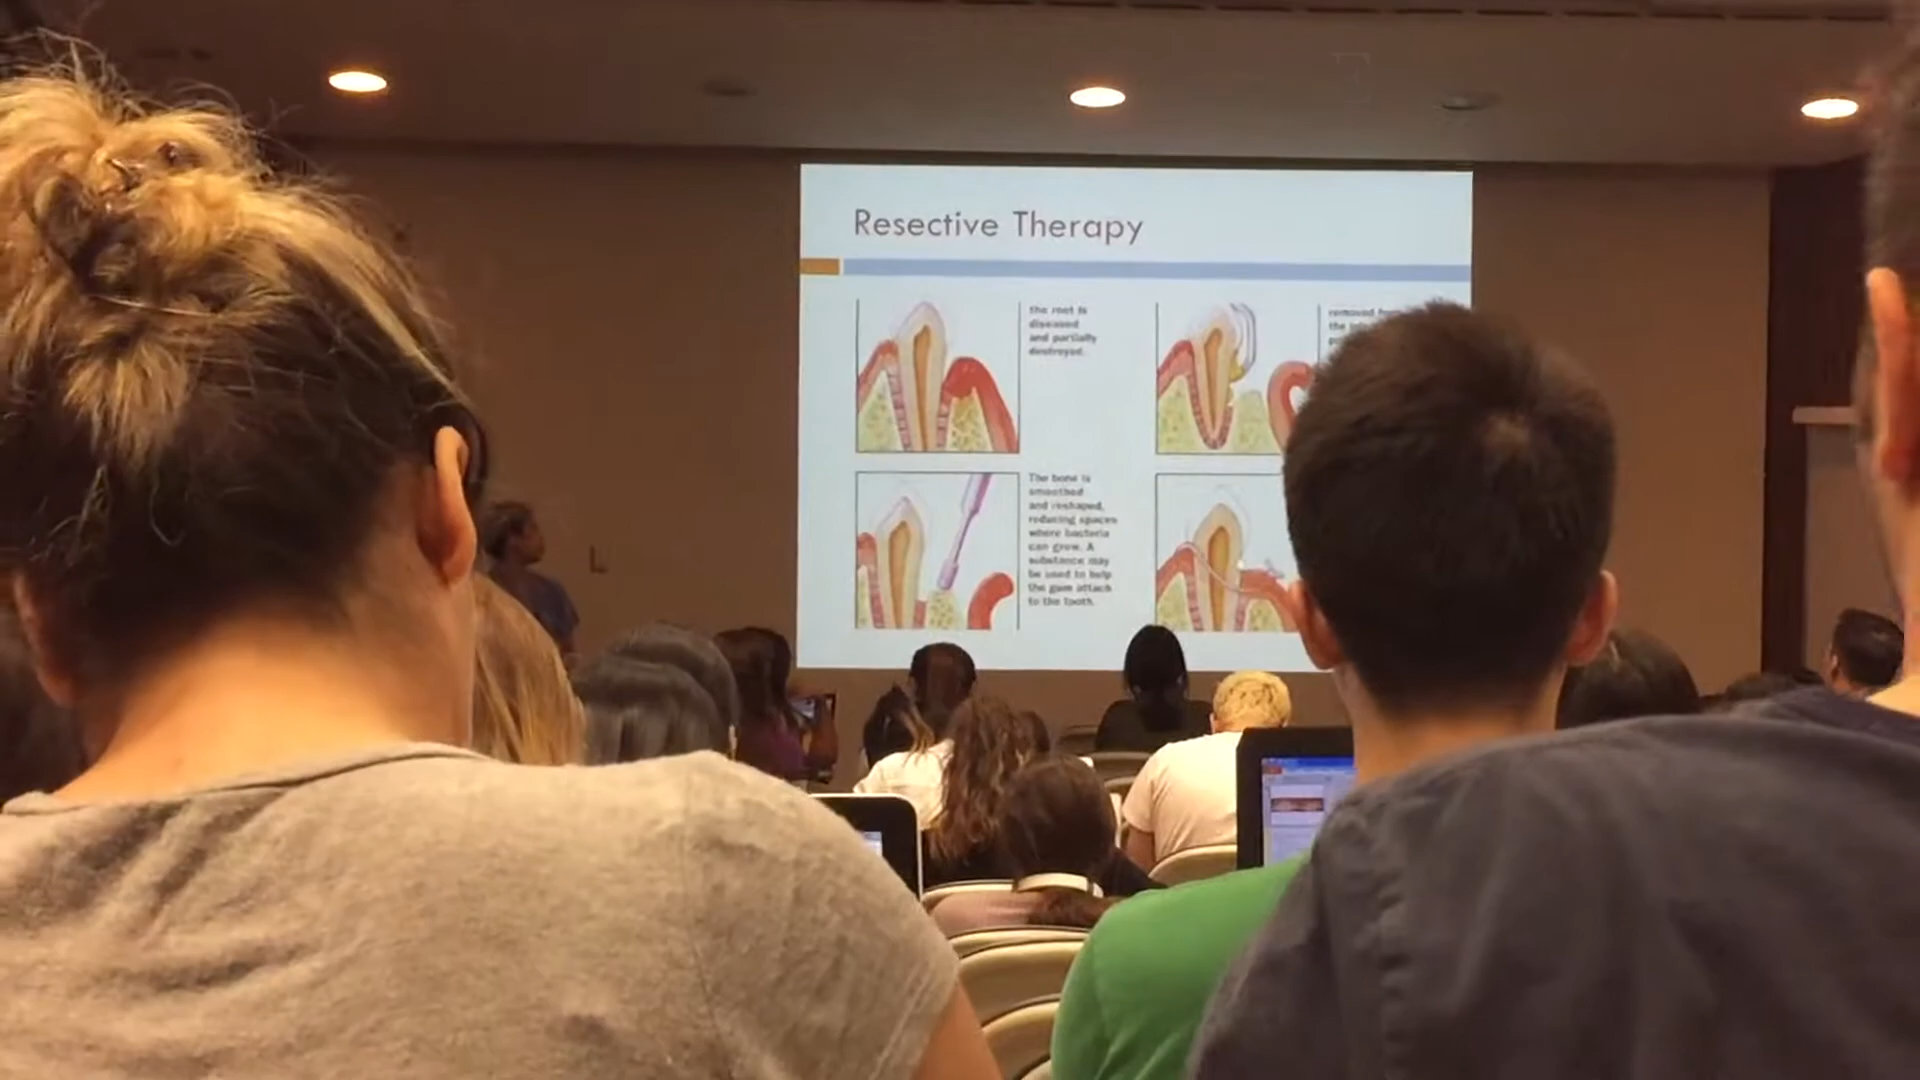 Resective Therapy
the root is
diseased
and partially
destroyed.
removed
the
The bone is
smoothed
and reshaped,
reducing spaces
where bacteria
can grow. A
substance may
be used to help
the gum attach
to the tooth.